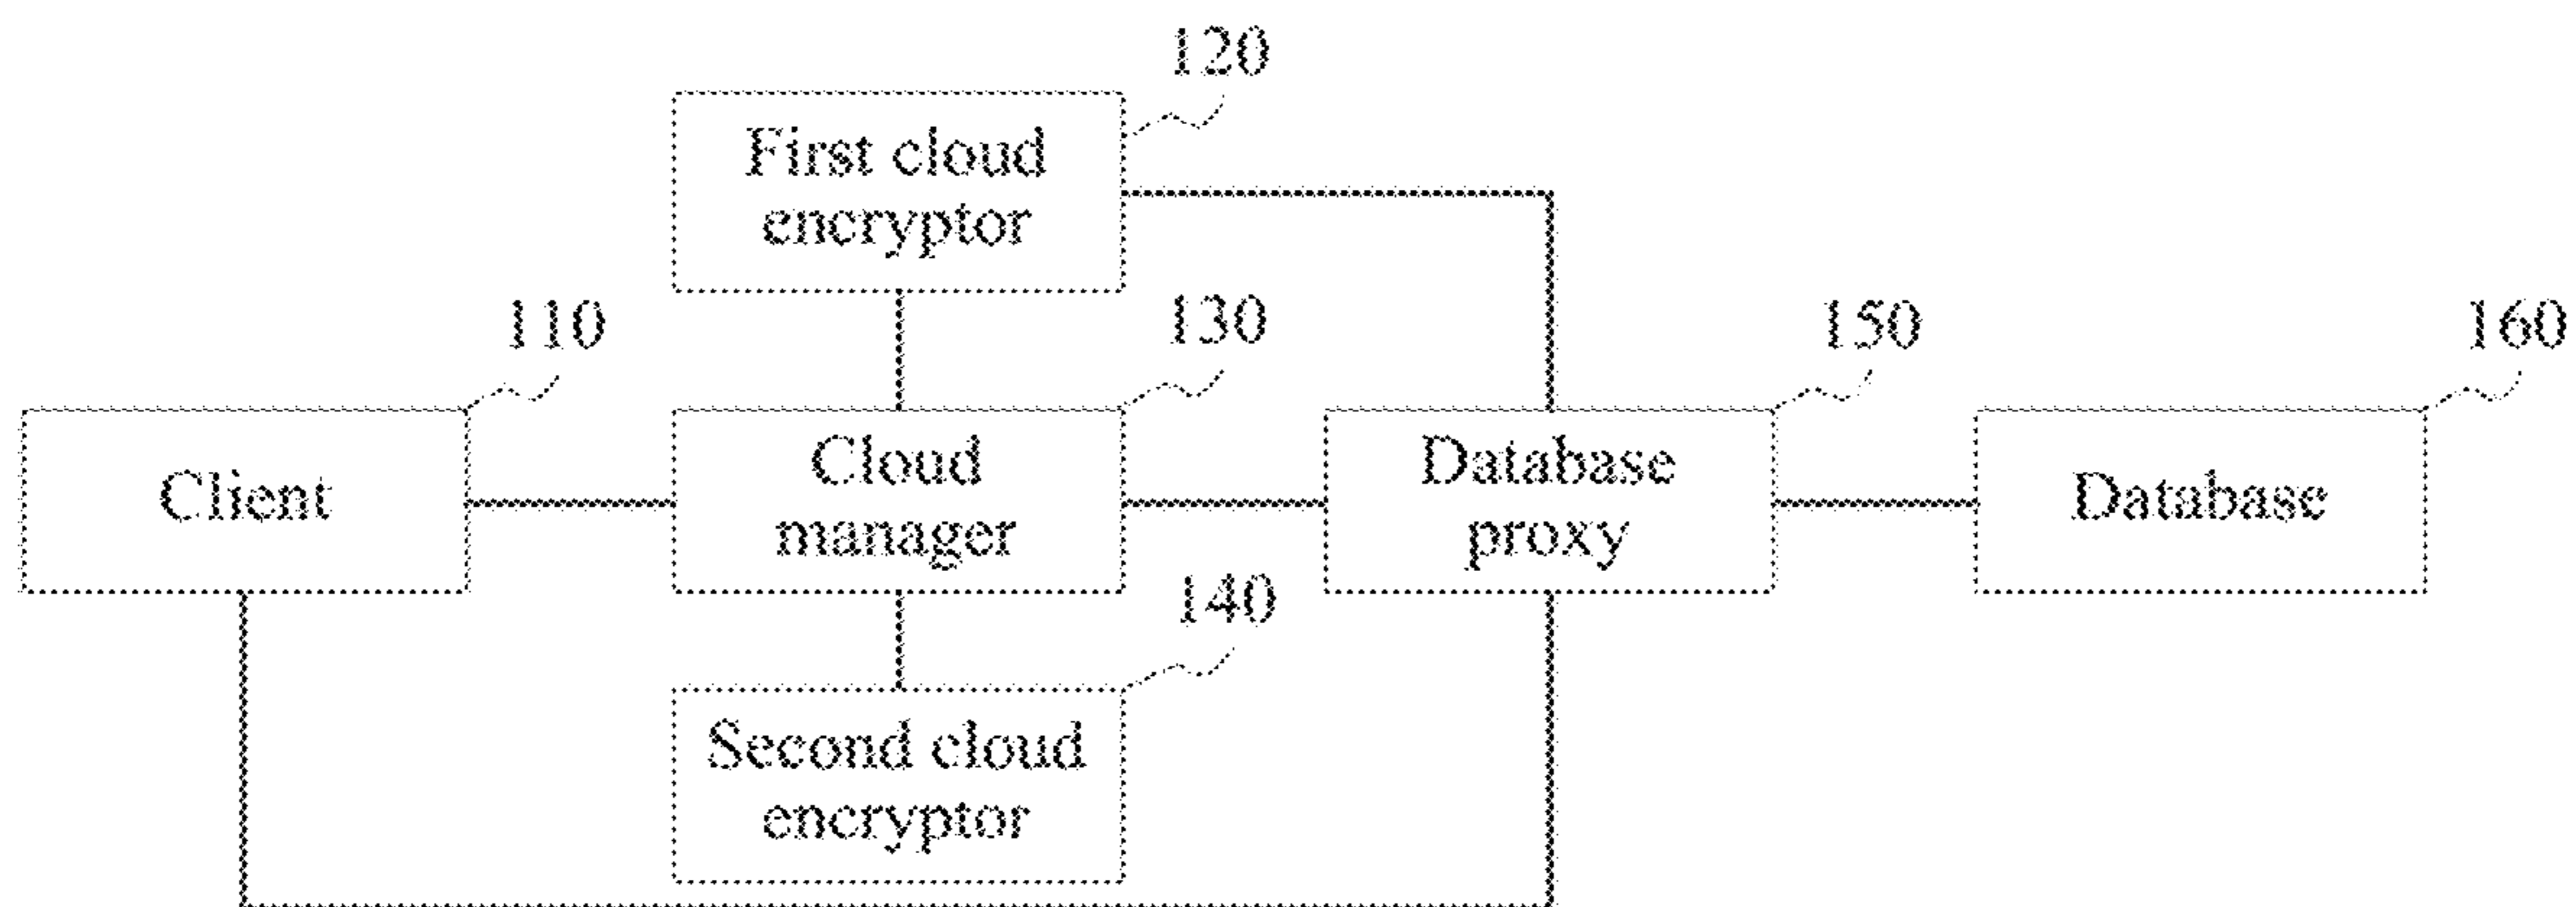 120
First cloud
encryptor
110
130
150
160
Client
Cloud
manager
Database
proxy
Database
140
Second cloud
encryptor